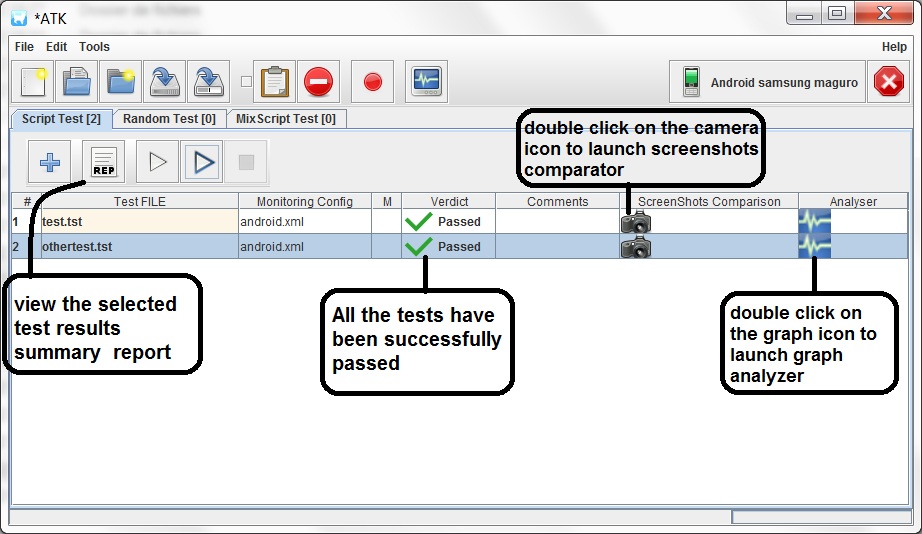 *ATK
File Edit Tools Help
Android samsung maguro
Script Test [2] Random Test [0] MixScript Test [0]
REP
double click on the camera
icon to launch screenshots
comparator
# Test FILE Monitoring Config M Verdict Comments ScreenShots Comparison Analyser
1 test.tst android.xml Passed
2 othertest.tst android.xml Passed
view the selected
test results
summary report
All the tests have
been successfully
passed
double click on
the graph icon to
launch graph
analyzer